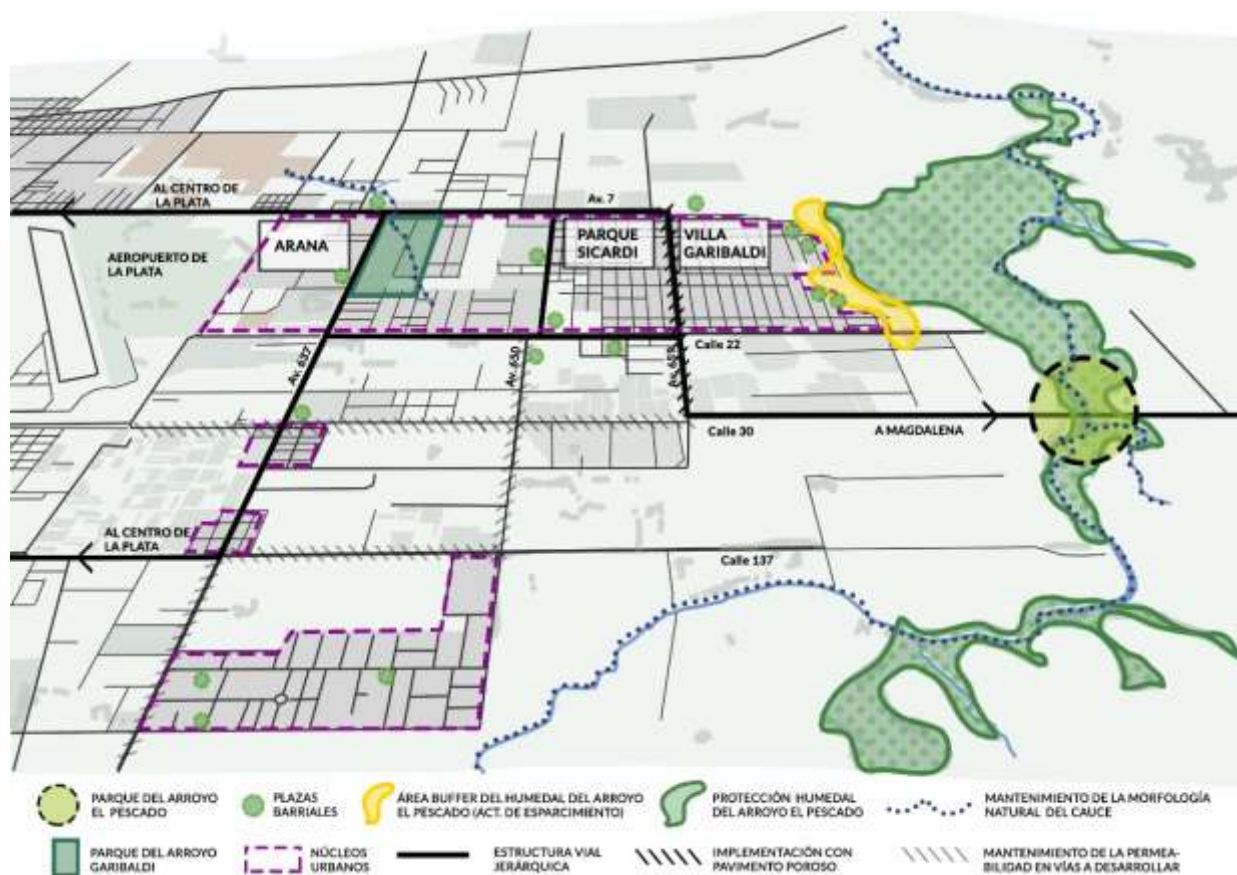 AL CENTRO DE
LA PLATA
Av. 7
ARANA
PARQUE
SICARDI
VILLA
GARIBALDI
AEROPUERTO DE
LA PLATA
Av. 637
Av. 650
Av. 659
Calle 22
Calle 30
A MAGDALENA
AL CENTRO DE
LA PLATA
Calle 137
PARQUE DEL ARROYO
EL PESCADO
PLAZAS
BARRIALES
ÁREA BUFFER DEL HUMEDAL DEL ARROYO
EL PESCADO (ACT. DE ESPARCIMIENTO)
PROTECCIÓN HUMEDAL
DEL ARROYO EL PESCADO
MANTENIMIENTO DE LA MORFOLOGÍA
NATURAL DEL CAUCE
PARQUE DEL ARROYO
GARIBALDI
NÚCLEOS
URBANOS
ESTRUCTURA VIAL
JERÁRQUICA
IMPLEMENTACIÓN CON
PAVIMENTO POROSO
MANTENIMIENTO DE LA PERMEA-
BILIDAD EN VÍAS A DESARROLLAR